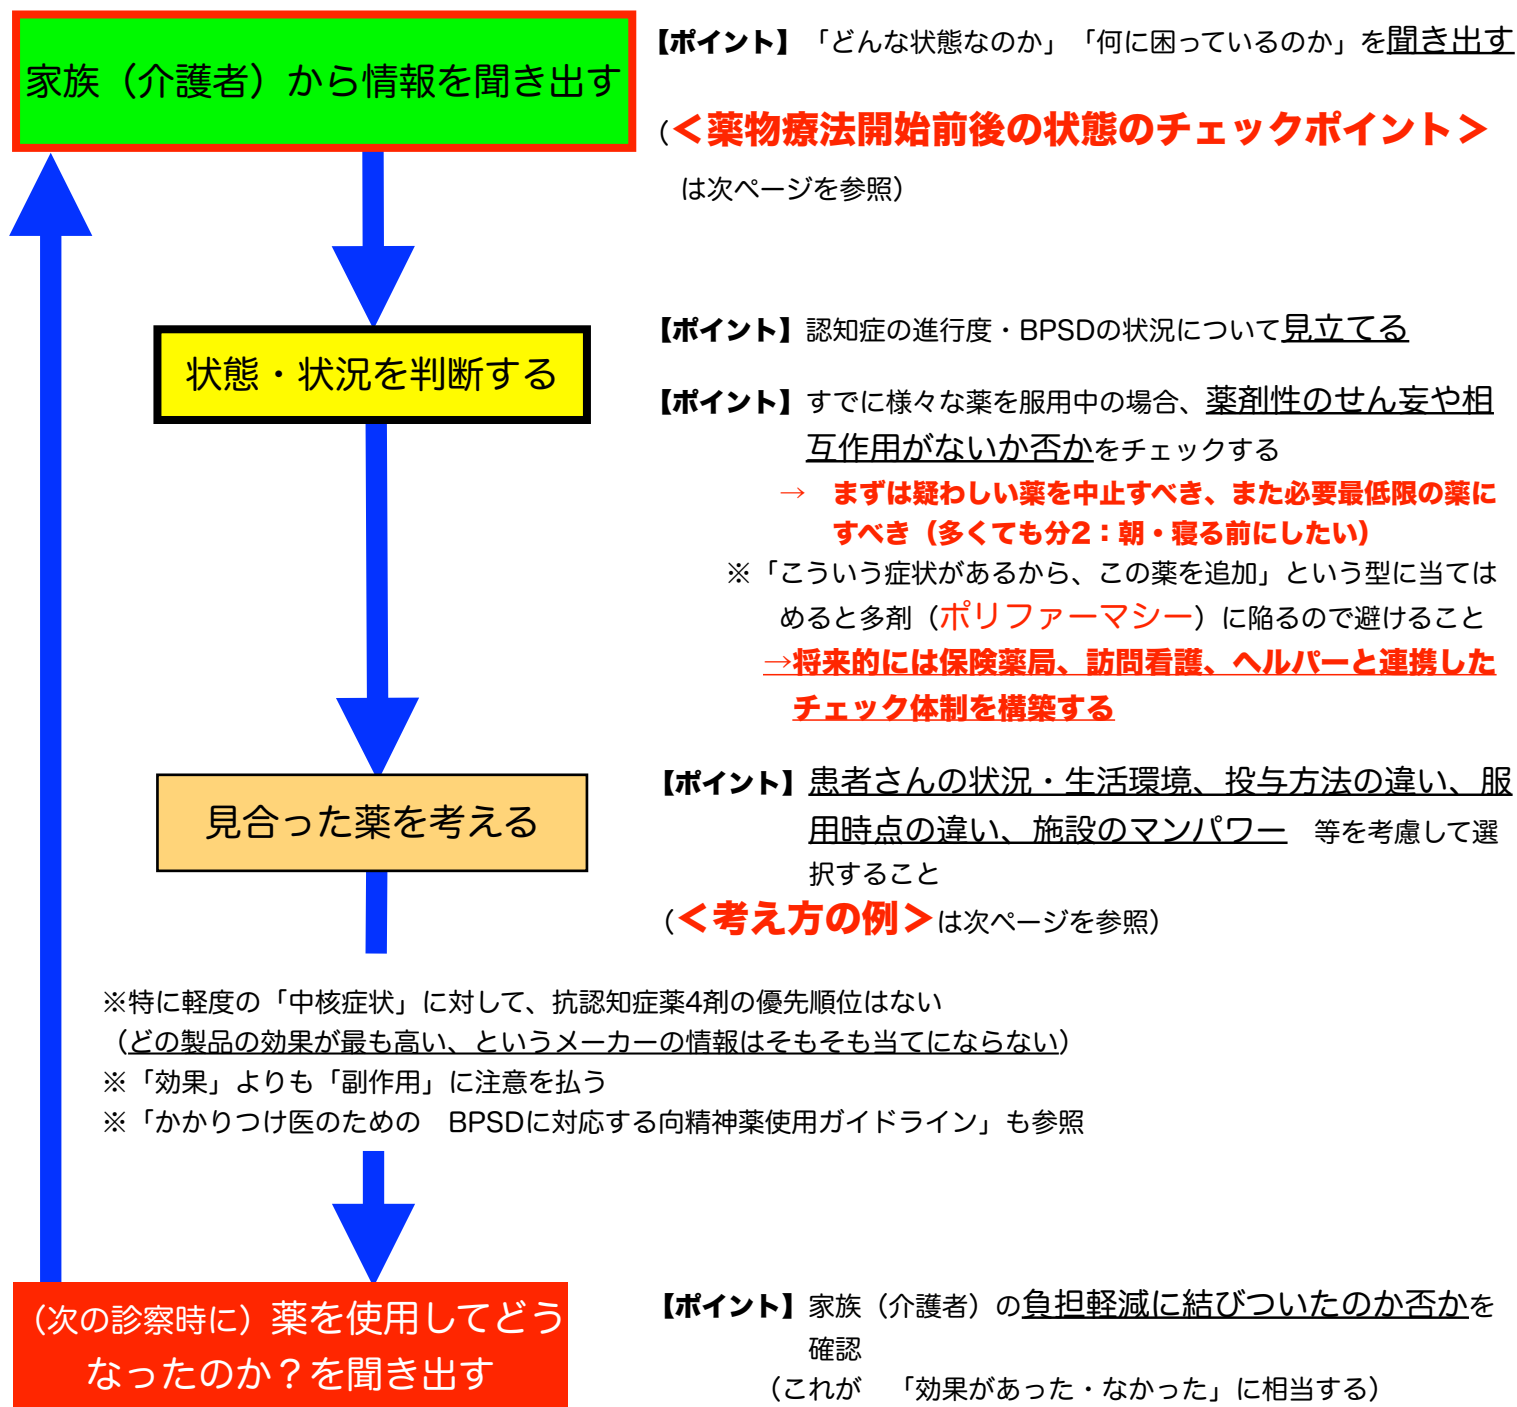 家族（介護者）から情報を聞き出す
【ポイント】「どんな状態なのか」「何に困っているのか」を聞き出す
（＜薬物療法開始前後の状態のチェックポイント＞
は次ページを参照）
状態・状況を判断する
【ポイント】認知症の進行度・BPSDの状況について見立てる
【ポイント】すでに様々な薬を服用中の場合、薬剤性のせん妄や相
互作用がないか否かをチェックする
→　まずは疑わしい薬を中止すべき、また必要最低限の薬に
すべき（多くても分2：朝・寝る前にしたい）
※「こういう症状があるから、この薬を追加」という型に当ては
めると多剤（ポリファーマシー）に陥るので避けること
→将来的には保険薬局、訪問看護、ヘルパーと連携した
チェック体制を構築する
見合った薬を考える
【ポイント】患者さんの状況・生活環境、投与方法の違い、服
用時点の違い、施設のマンパワー　等を考慮して選
択すること
（＜考え方の例＞は次ページを参照）
※特に軽度の「中核症状」に対して、抗認知症薬4剤の優先順位はない
（どの製品の効果が最も高い、というメーカーの情報はそもそも当てにならない）
※「効果」よりも「副作用」に注意を払う
※「かかりつけ医のための　BPSDに対応する向精神薬使用ガイドライン」も参照
（次の診察時に）薬を使用してどう
なったのか？を聞き出す
【ポイント】家族（介護者）の負担軽減に結びついたのか否かを
確認
（これが　「効果があった・なかった」に相当する）